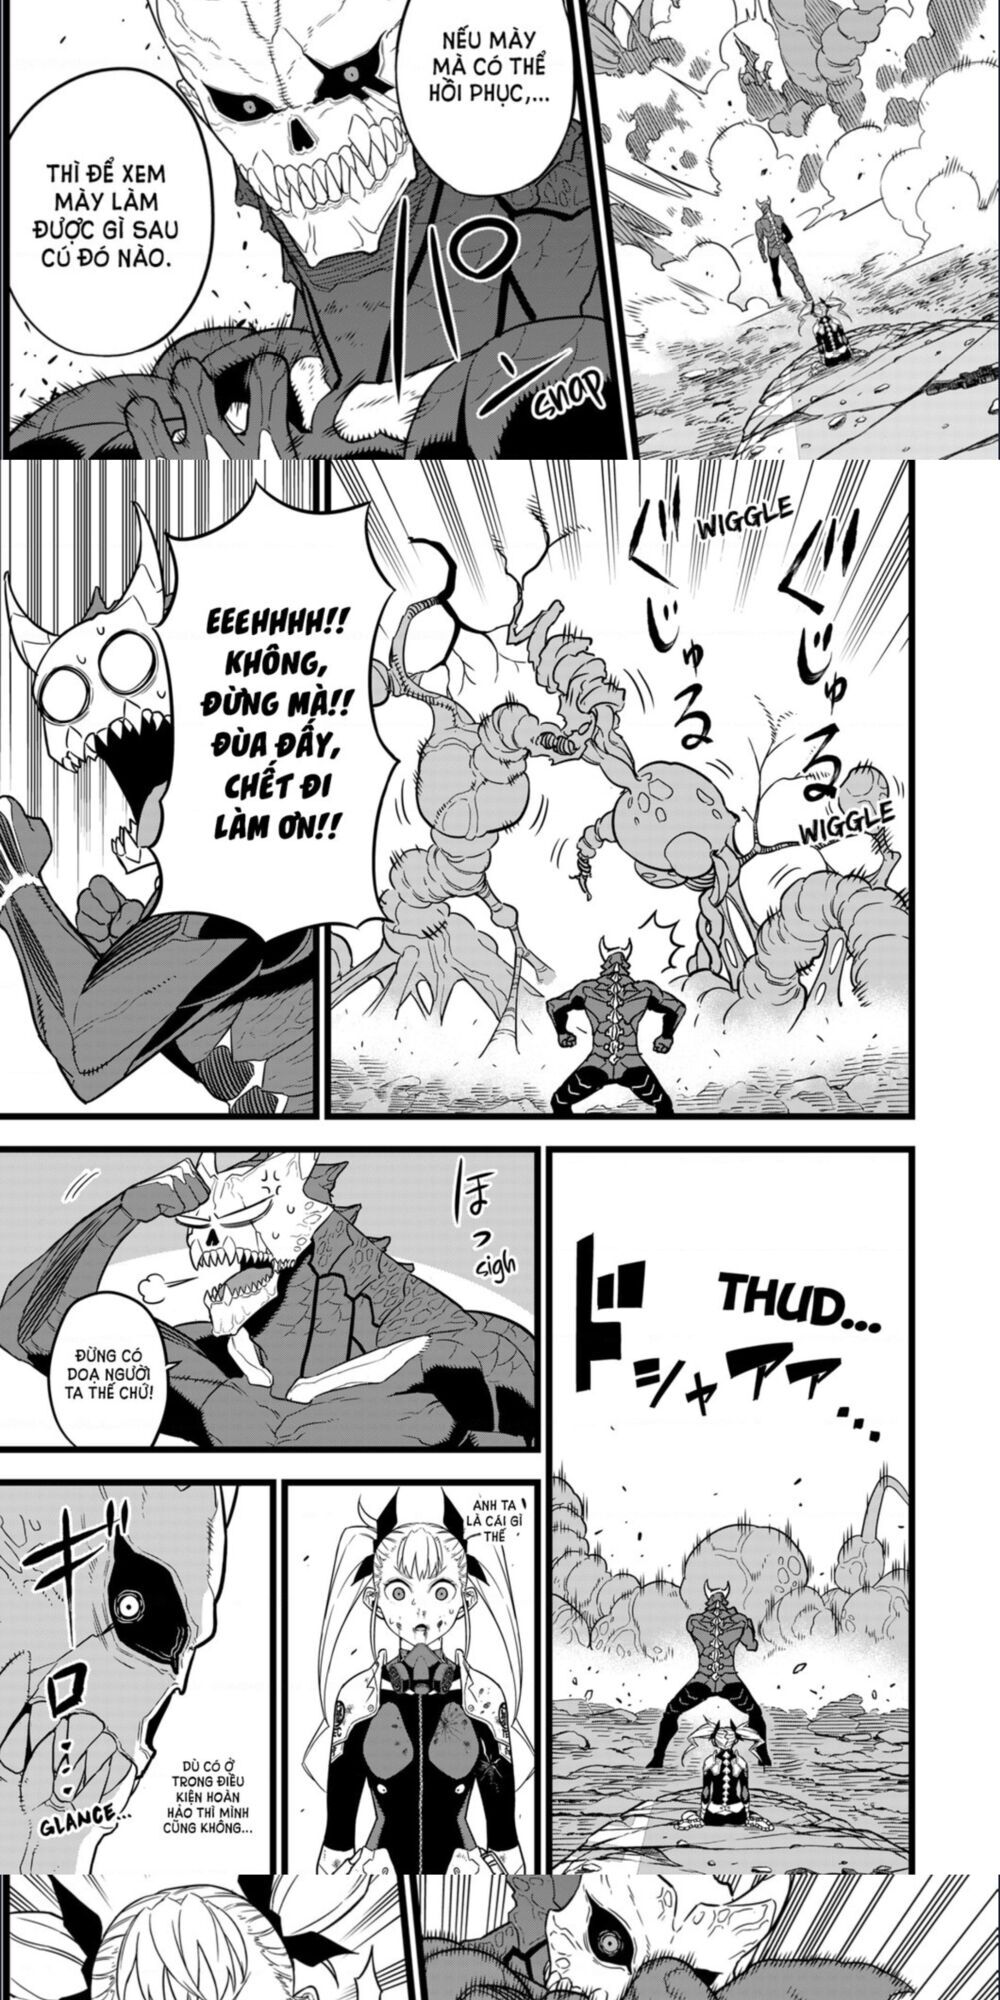 NẾU MÀY
MÀ CÓ THỂ
HỒI PHỤC,...
THÌ ĐỂ XEM
MÀY LÀM
ĐƯỢC GÌ SAU
CÚ ĐÓ NÀO.
パ
snap
WIGGLE
ぐじゅる
ぐじゅる
WIGGLE
EEEHHHH!!
KHÔNG,
ĐỪNG MÀ!!
ĐÙA ĐẤY,
CHẾT ĐI
LÀM ƠN!!
THUD...
ドシャアァ...
ほっ
sigh
ĐỪNG CÓ
DOẠ NGƯỜI
TA THẾ CHỨ!
ANH TA
LÀ CÁI GÌ
THẾ
DÙ CÓ Ở
TRONG ĐIỀU
KIỆN HOÀN
HẢO THÌ MÌNH
CŨNG KHÔNG...
ギロ...
GLANCE...